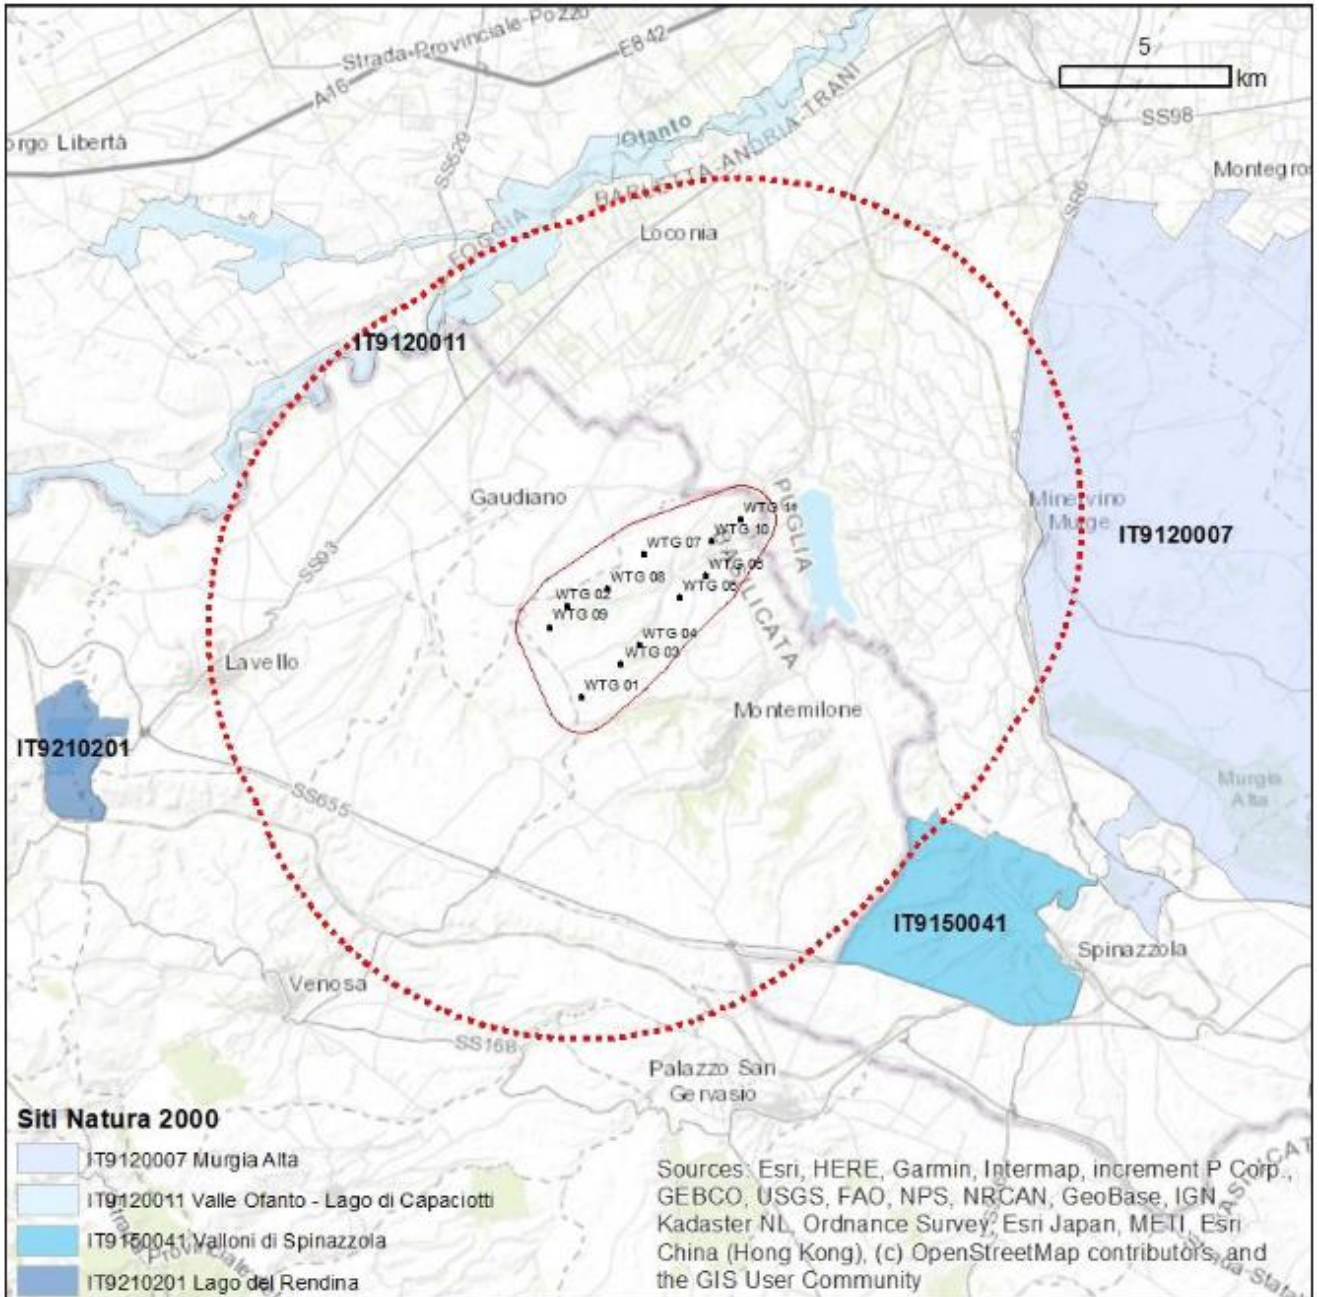 Strada-Provinciale-Pozzo
E842
5
km
A16
SS98
orgo Libertà
Ofanto
SS629
BARLETTA-ANDRIA-TRANI
Montegros
SR6
FOGGIA
Loconia
IT9120011
Gaudiano
PUGLIA
Minervino
Murge
WTG 11
WTG 10
IT9120007
WTG 07
BASILICATA
SS93
WTG 08
WTG 05
WTG 02
WTG 09
WTG 04
WTG 03
Lavello
WTG 01
Montemilone
IT9210201
SS655
Murgia
Alta
IT9150041
Spinazzola
Venosa
SS168
Palazzo San
Gervasio
Siti Natura 2000
IT9120007 Murgia Alta
IT9120011 Valle Ofanto - Lago di Capaciotti
IT9150041 Valloni di Spinazzola
IT9210201 Lago del Rendina
Sources: Esri, HERE, Garmin, Intermap, increment P Corp.,
GEBCO, USGS, FAO, NPS, NRCAN, GeoBase, IGN,
Kadaster NL, Ordnance Survey, Esri Japan, METI, Esri
China (Hong Kong), (c) OpenStreetMap contributors, and
the GIS User Community